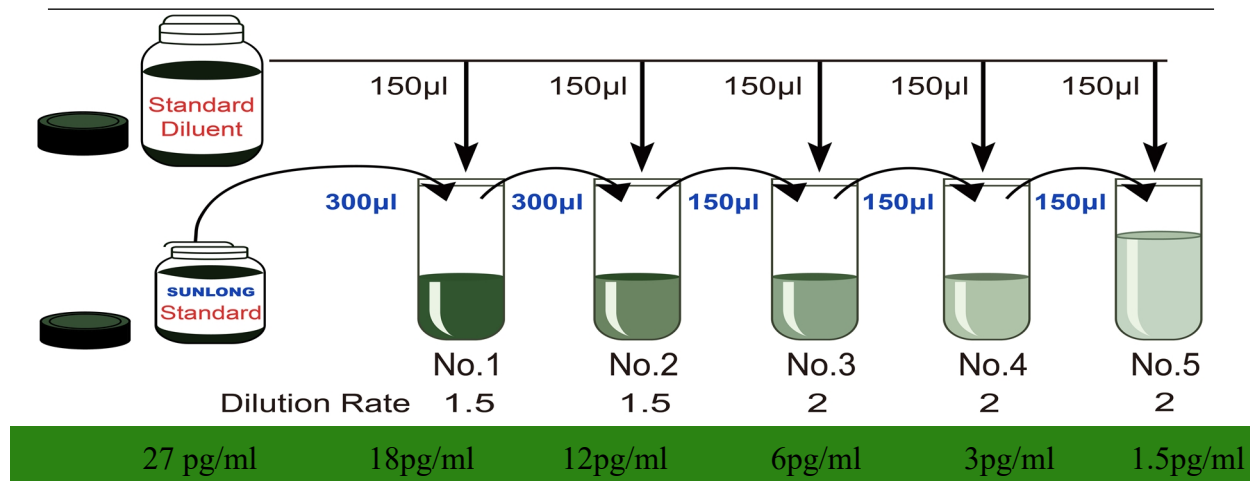 150μl 150μl 150μl 150μl 150μl
Standard
Diluent
300μl 300μl 150μl 150μl 150μl
SUNLONG
Standard
No.1 No.2 No.3 No.4 No.5
Dilution Rate 1.5 1.5 2 2 2
27 pg/ml 18pg/ml 12pg/ml 6pg/ml 3pg/ml 1.5pg/ml